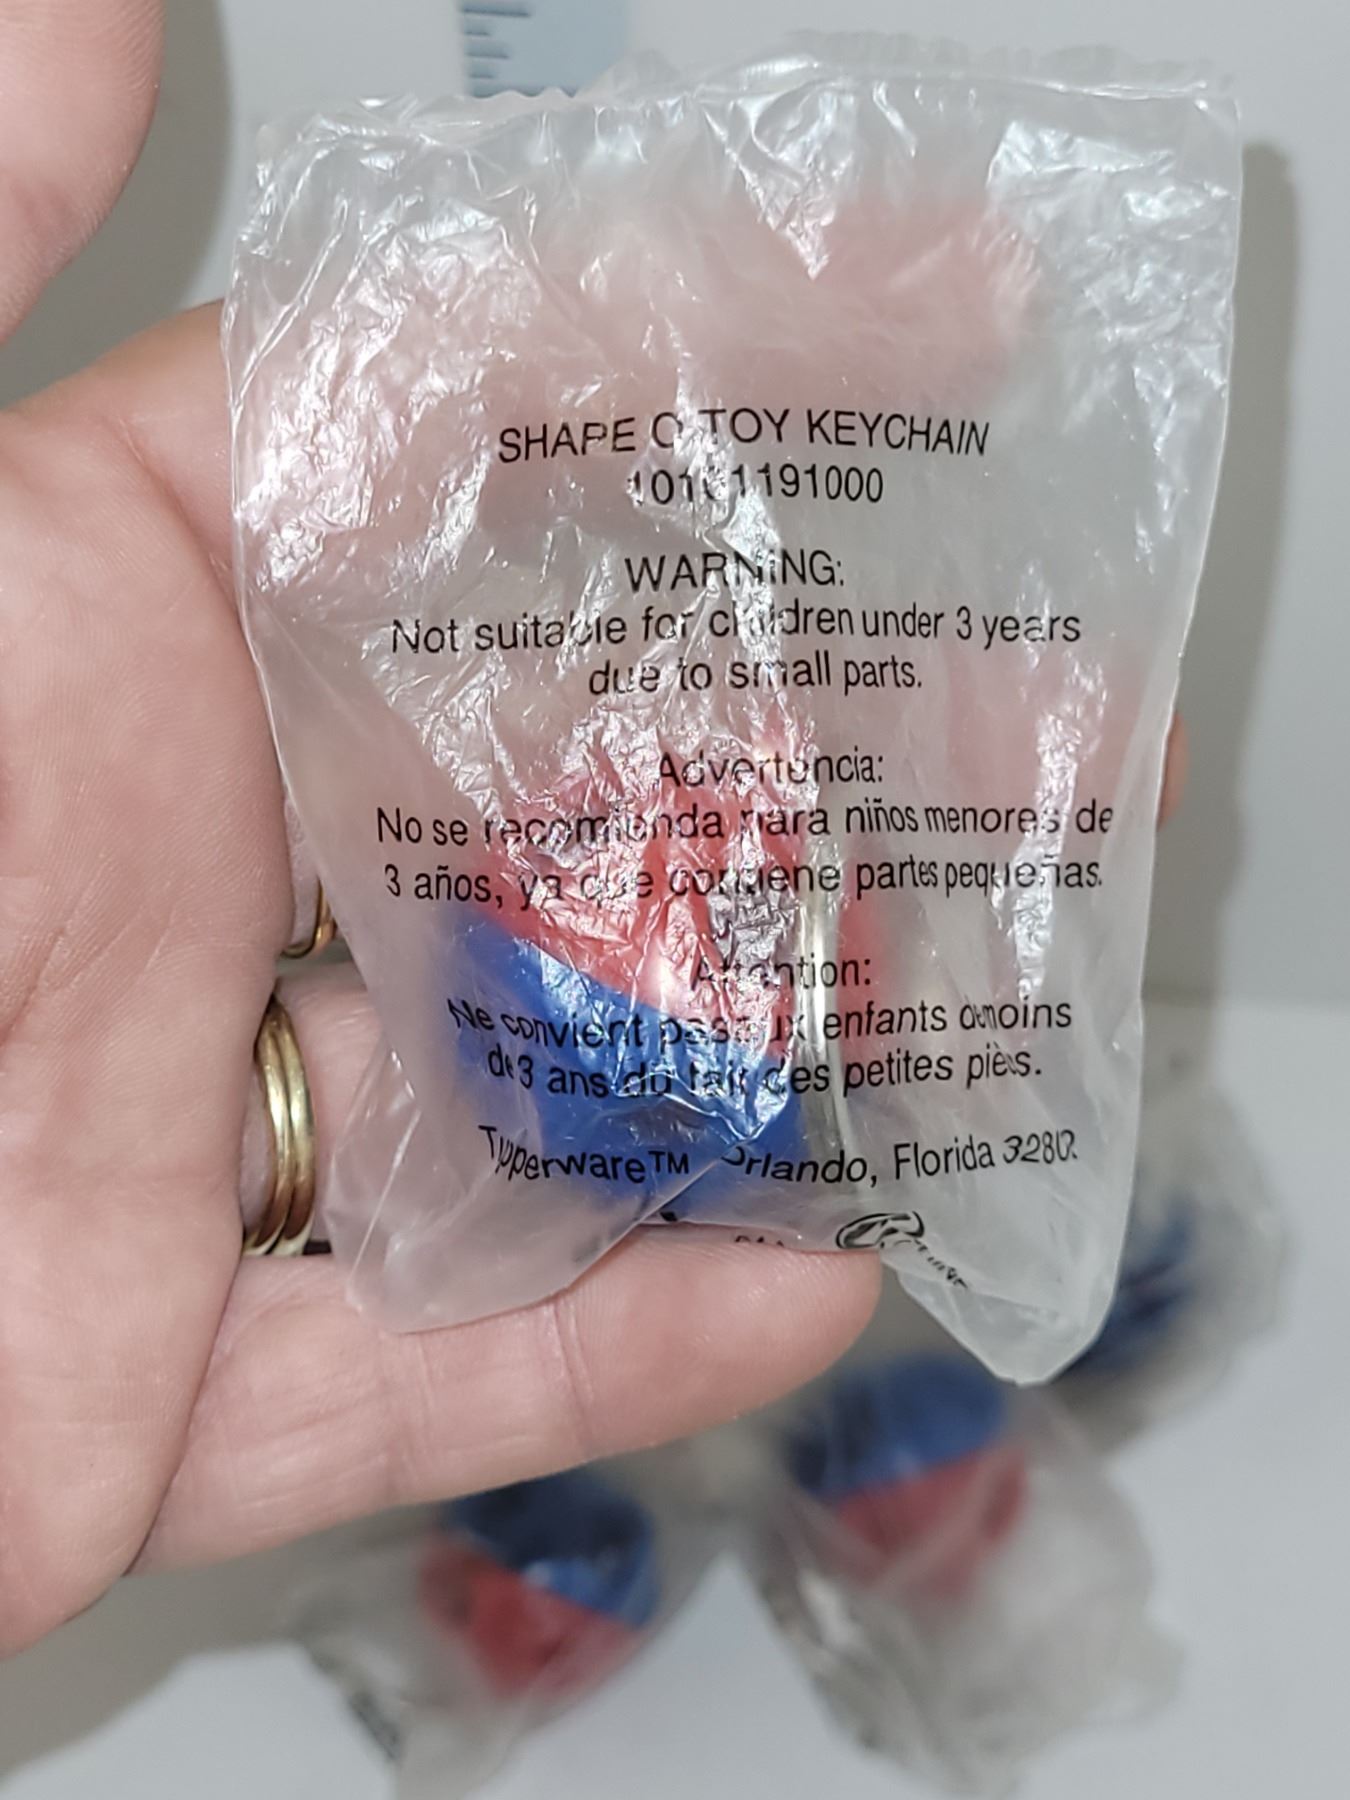 SHAPE O TOY KEYCHAIN
10101191000
WARNING:
Not suitable for children under 3 years
due to small parts.
Advertencia:
No se recomienda para niños menores de
3 años, ya que contiene partes pequeñas.
Attention:
Ne convient pas aux enfants de moins
de 3 ans du fait des petites pièces.
Tupperware™ Orlando, Florida